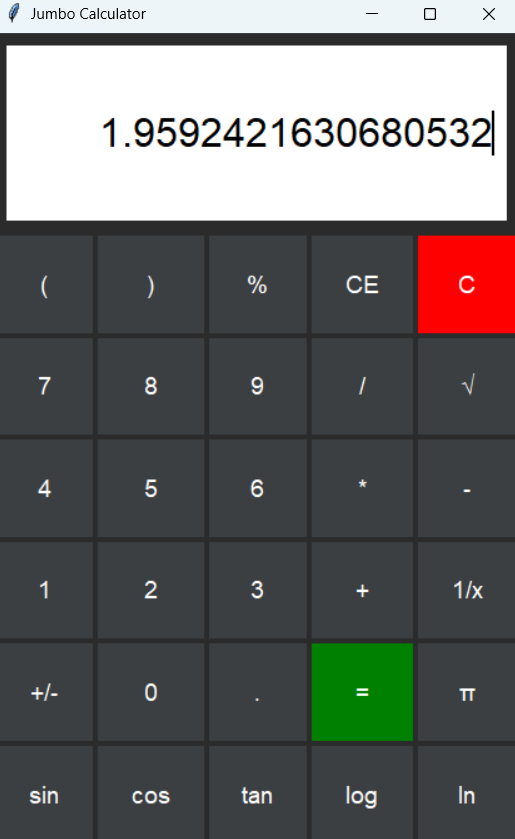 Jumbo Calculator
1.9592421630680532
( ) % CE C
7 8 9 / √
4 5 6 * -
1 2 3 + 1/x
+/- 0 . = π
sin cos tan log ln